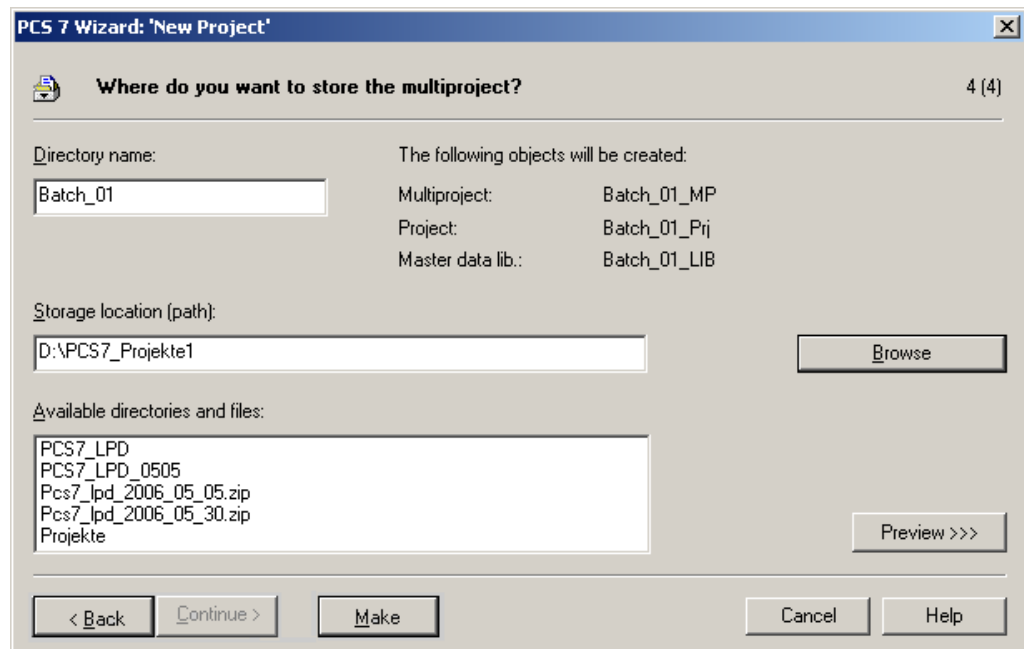 PCS 7 Wizard: 'New Project'
Where do you want to store the multiproject? 4 (4)
Directory name: The following objects will be created:
Batch_01 Multiproject: Batch_01_MP
Project: Batch_01_Prj
Master data lib.: Batch_01_LIB
Storage location (path):
D:\PCS7_Projekte1 Browse
Available directories and files:
PCS7_LPD
PCS7_LPD_0505
Pcs7_lpd_2006_05_05.zip
Pcs7_lpd_2006_05_30.zip
Projekte Preview >>>
< Back Continue > Make Cancel Help